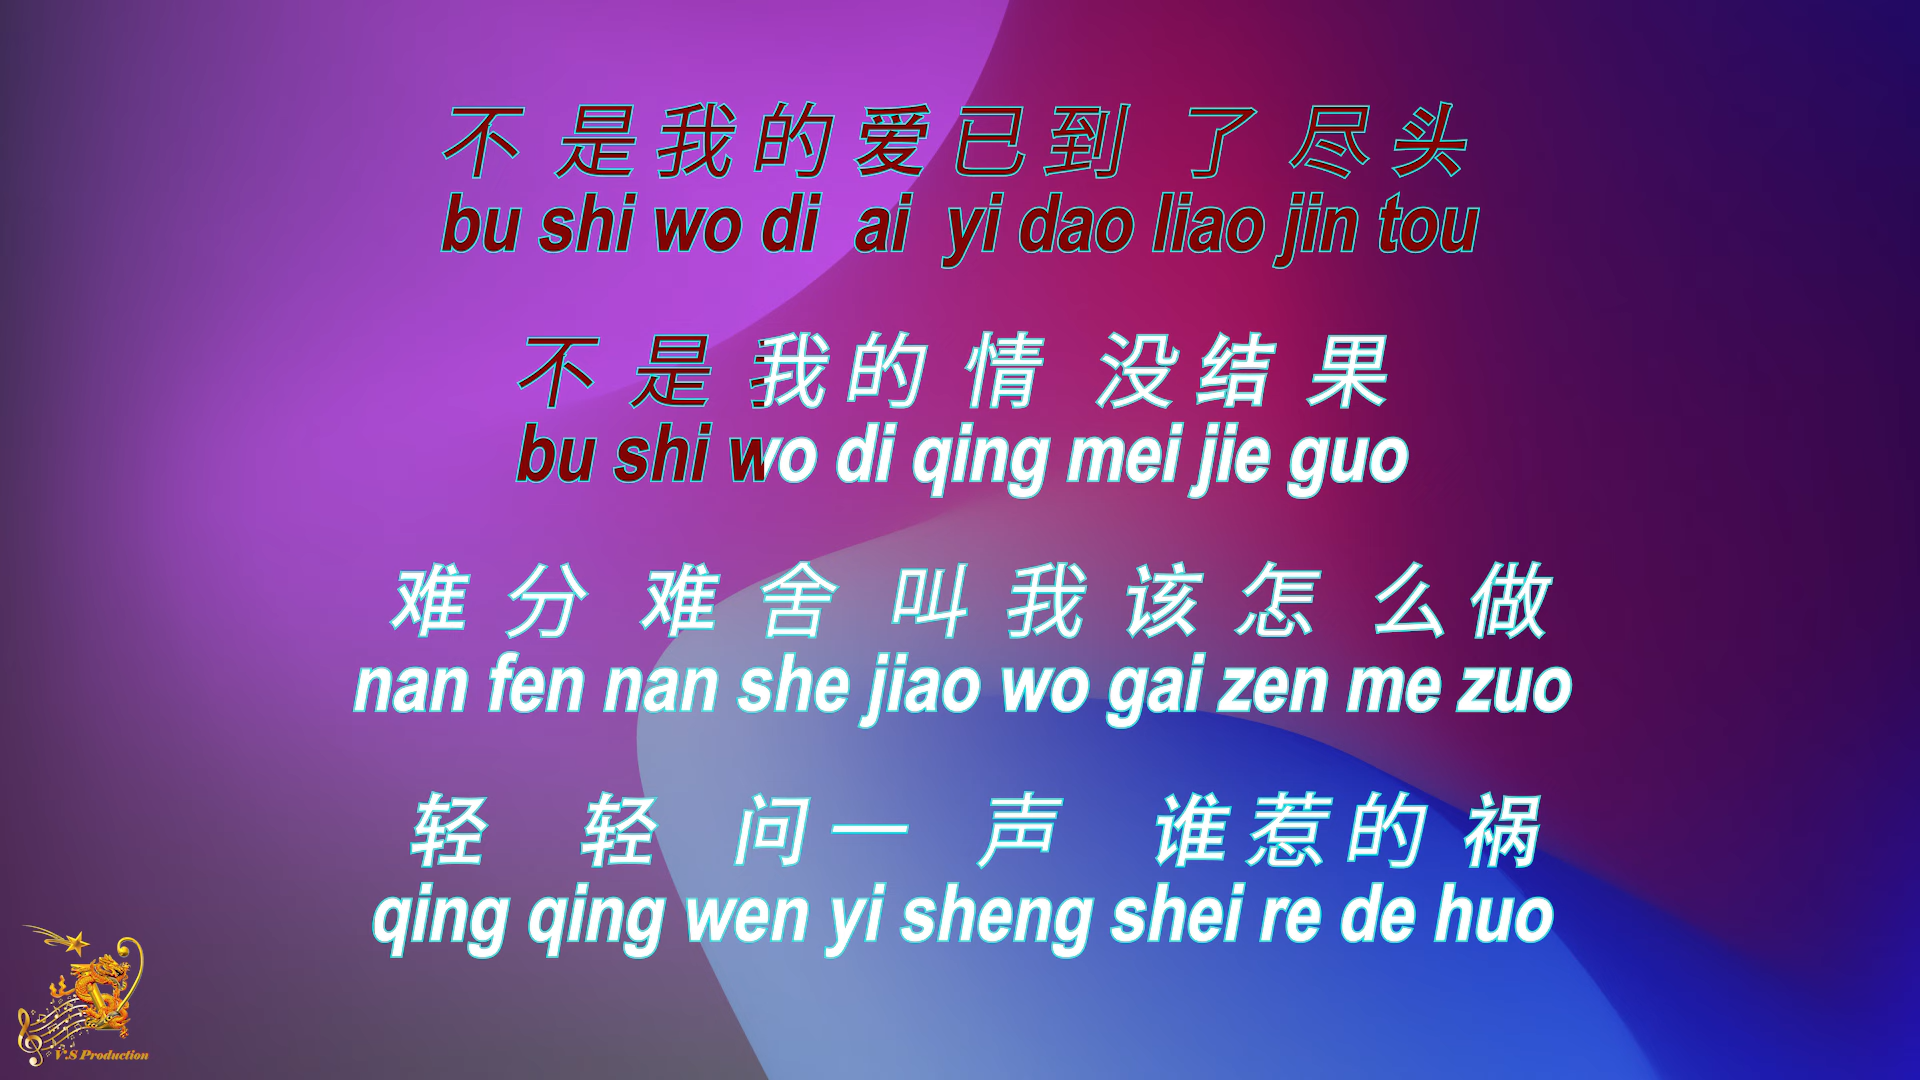 不 是 我 的 爱 已 到 了 尽 头
bu shi wo di ai yi dao liao jin tou
不 是 我 的 情 没 结 果
bu shi wo di qing mei jie guo
难 分 难 舍 叫 我 该 怎 么 做
nan fen nan she jiao wo gai zen me zuo
轻 轻 问 一 声 谁 惹 的 祸
qing qing wen yi sheng shei re de huo
V.S Production